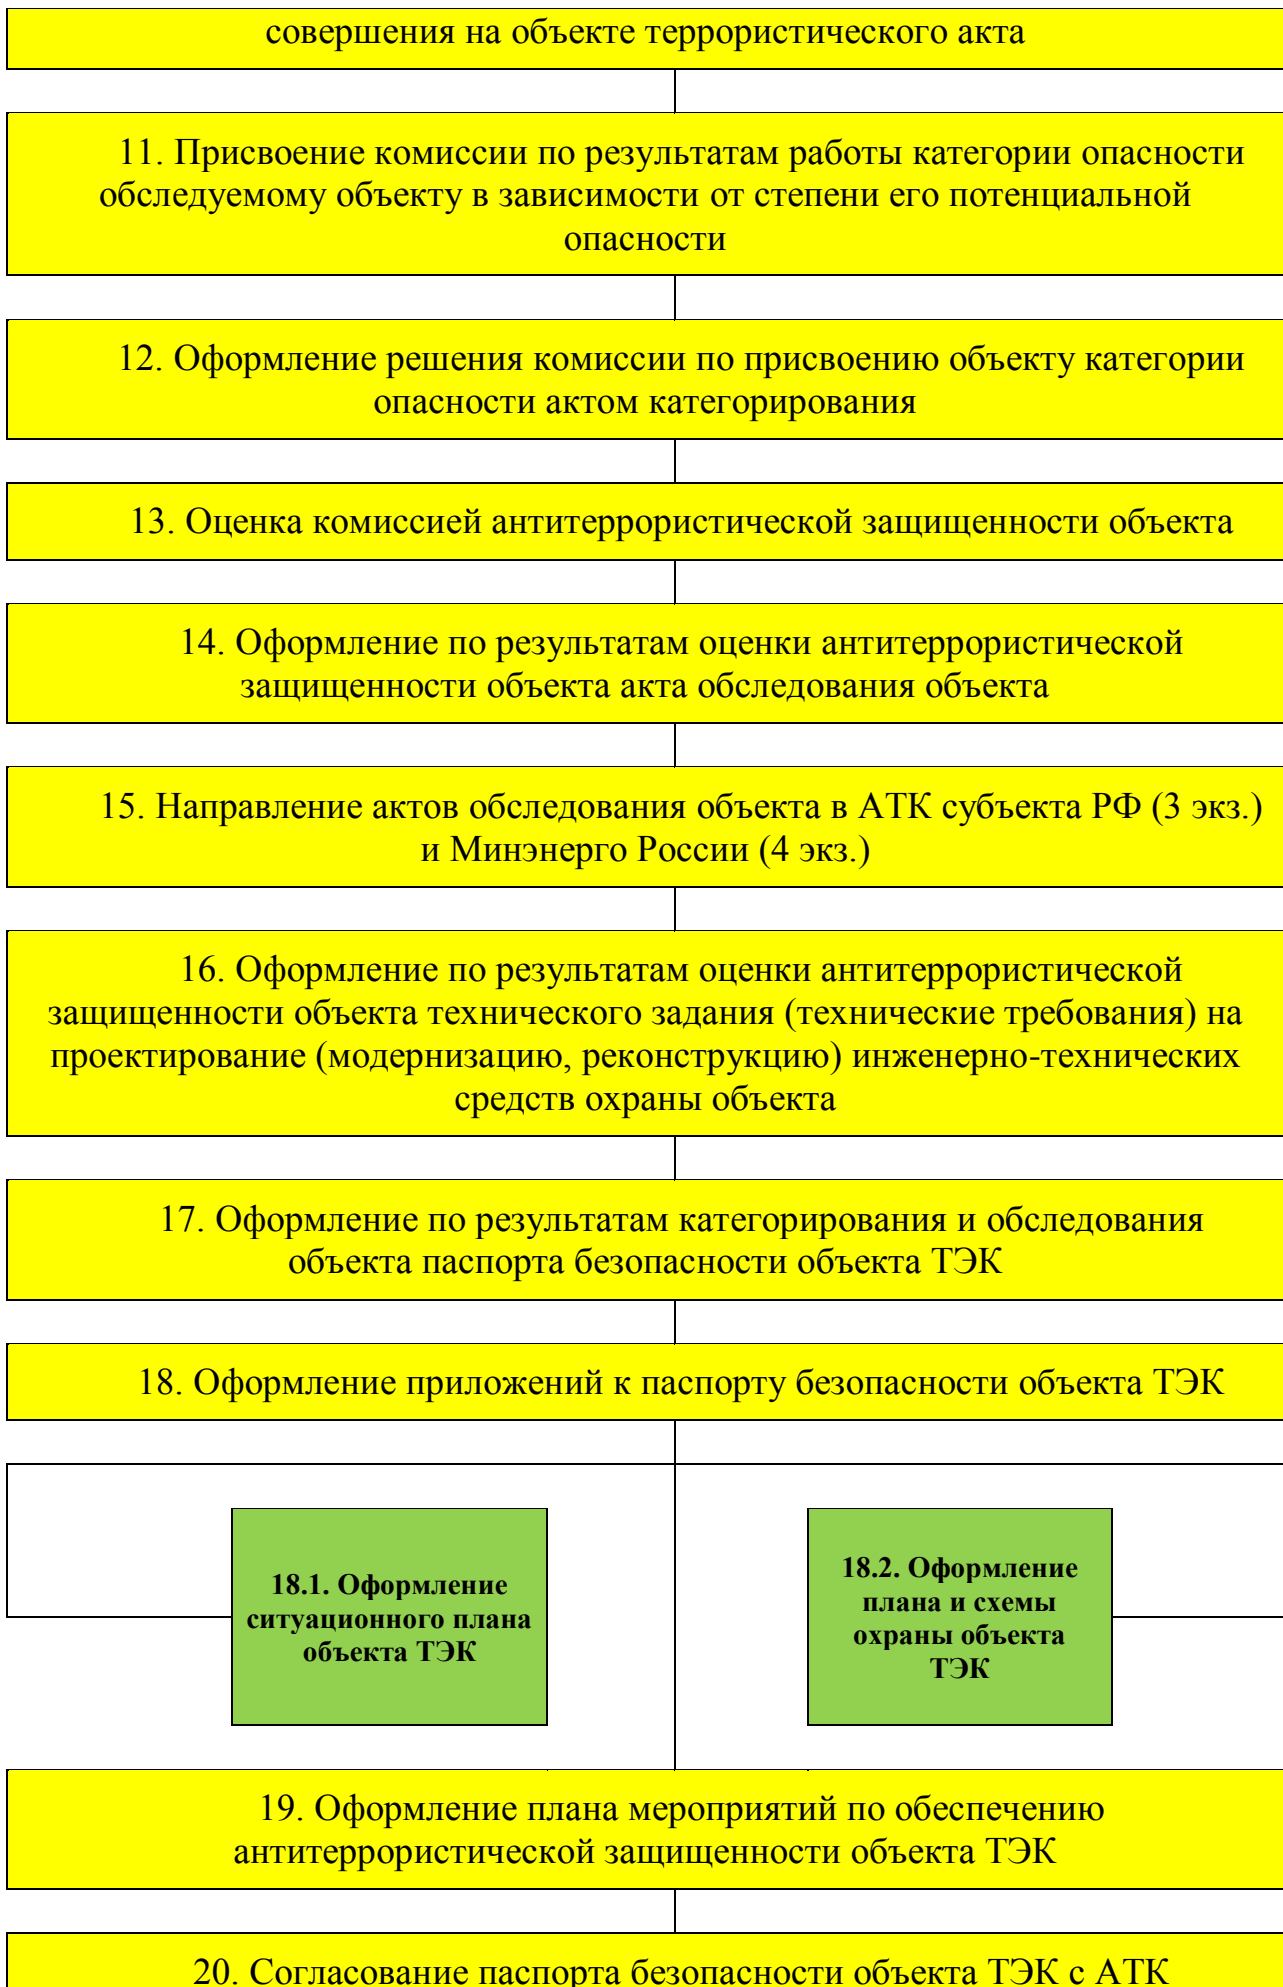 совершения на объекте террористического акта
11. Присвоение комиссии по результатам работы категории опасности
обследуемому объекту в зависимости от степени его потенциальной
опасности
12. Оформление решения комиссии по присвоению объекту категории
опасности актом категорирования
13. Оценка комиссией антитеррористической защищенности объекта
14. Оформление по результатам оценки антитеррористической
защищенности объекта акта обследования объекта
15. Направление актов обследования объекта в АТК субъекта РФ (3 экз.)
и Минэнерго России (4 экз.)
16. Оформление по результатам оценки антитеррористической
защищенности объекта технического задания (технические требования) на
проектирование (модернизацию, реконструкцию) инженерно-технических
средств охраны объекта
17. Оформление по результатам категорирования и обследования
объекта паспорта безопасности объекта ТЭК
18. Оформление приложений к паспорту безопасности объекта ТЭК
18.1. Оформление
ситуационного плана
объекта ТЭК
18.2. Оформление
плана и схемы
охраны объекта
ТЭК
19. Оформление плана мероприятий по обеспечению
антитеррористической защищенности объекта ТЭК
20. Согласование паспорта безопасности объекта ТЭК с АТК